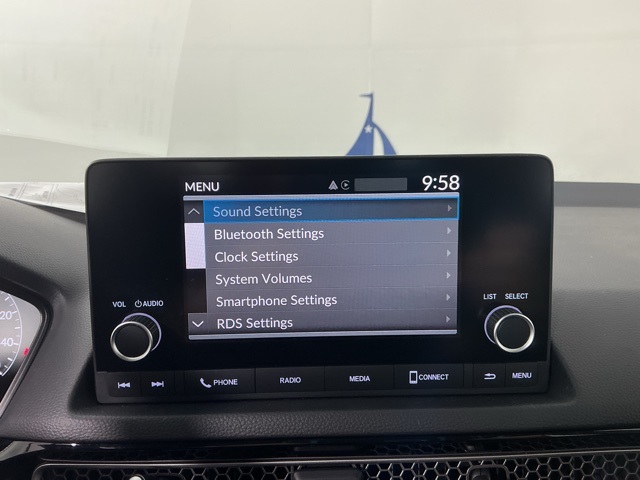 MENU 9:58
Sound Settings
Bluetooth Settings
Clock Settings
System Volumes
Smartphone Settings
RDS Settings
VOL AUDIO
LIST SELECT
PHONE RADIO MEDIA CONNECT MENU
20
40